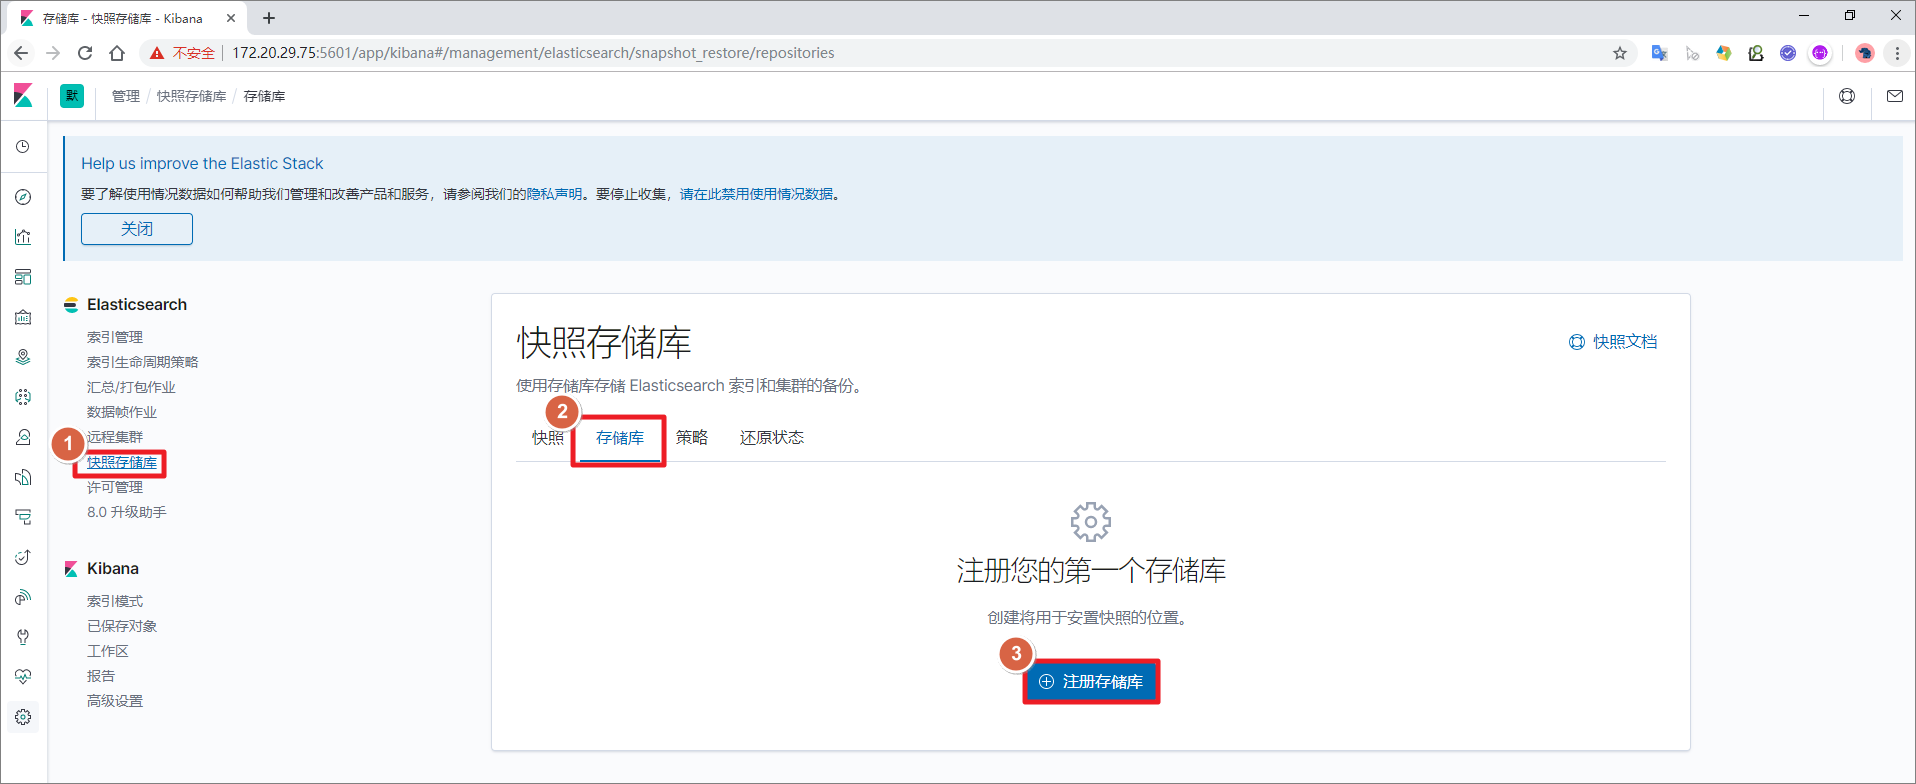 存储库 - 快照存储库 - Kibana
不安全 172.20.29.75:5601/app/kibana#/management/elasticsearch/snapshot_restore/repositories
默 管理 / 快照存储库 / 存储库
Help us improve the Elastic Stack
要了解使用情况数据如何帮助我们管理和改善产品和服务，请参阅我们的隐私声明。要停止收集，请在此禁用使用情况数据。
关闭
Elasticsearch
索引管理
索引生命周期策略
汇总/打包作业
数据帧作业
远程集群
1
快照存储库
许可管理
8.0 升级助手
Kibana
索引模式
已保存对象
工作区
报告
高级设置
快照存储库
快照文档
使用存储库存储 Elasticsearch 索引和集群的备份。
2
快照 存储库 策略 还原状态
注册您的第一个存储库
创建将用于安置快照的位置。
3
注册存储库